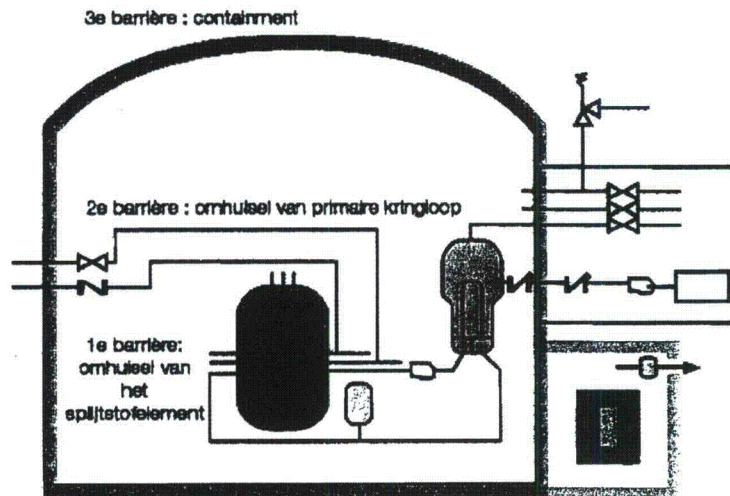 3e barrière : containment
2e barrière : omhulsel van primaire kringloop
1e barrière:
omhulsel van
het
splijtstofelement